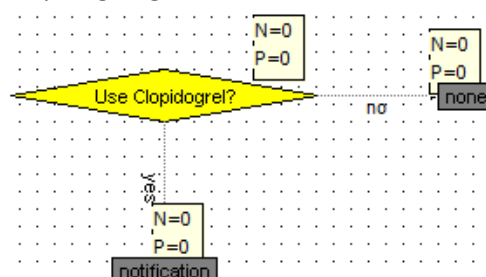 N=0
P=0
N=0
P=0
Use Clopidogrel?
no
none
yes
N=0
P=0
notification